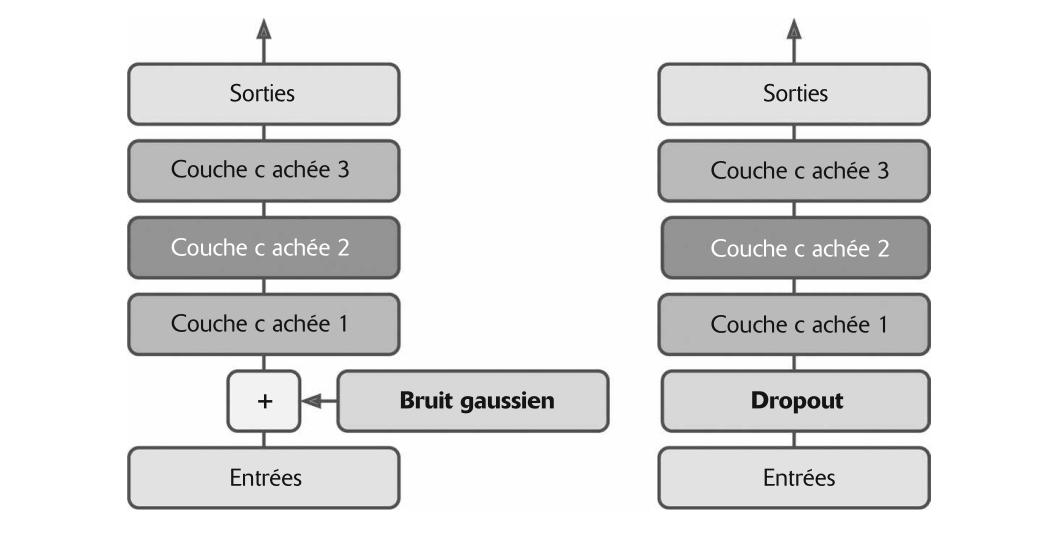 Sorties
Couche c achée 3
Couche c achée 2
Couche c achée 1
+
Bruit gaussien
Entrées
Sorties
Couche c achée 3
Couche c achée 2
Couche c achée 1
Dropout
Entrées